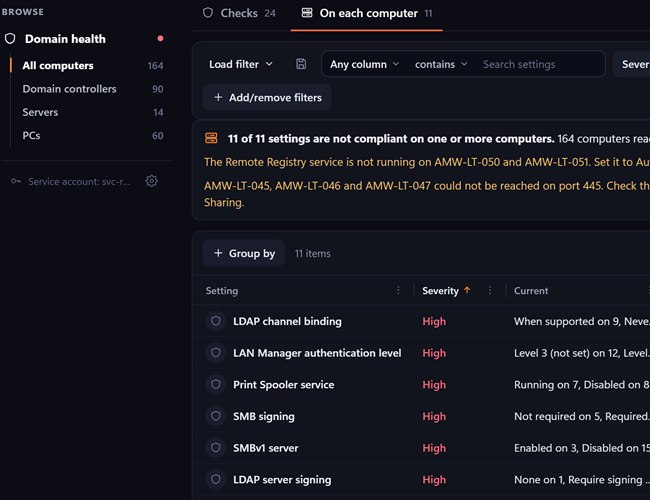 BROWSE
Domain health
All computers 164
Domain controllers 90
Servers 14
PCs 60
Service account: svc-r...
Checks 24
On each computer 11
Load filter
Any column
contains
Search settings
Sever
+ Add/remove filters
11 of 11 settings are not compliant on one or more computers. 164 computers rea
The Remote Registry service is not running on AMW-LT-050 and AMW-LT-051. Set it to Au
AMW-LT-045, AMW-LT-046 and AMW-LT-047 could not be reached on port 445. Check th
Sharing.
+ Group by 11 items
Setting Severity ↑ Current
LDAP channel binding High When supported on 9, Neve.
LAN Manager authentication level High Level 3 (not set) on 12, Level.
Print Spooler service High Running on 7, Disabled on 8
SMB signing High Not required on 5, Required.
SMBv1 server High Enabled on 3, Disabled on 15
LDAP server signing High None on 1, Require signing ..